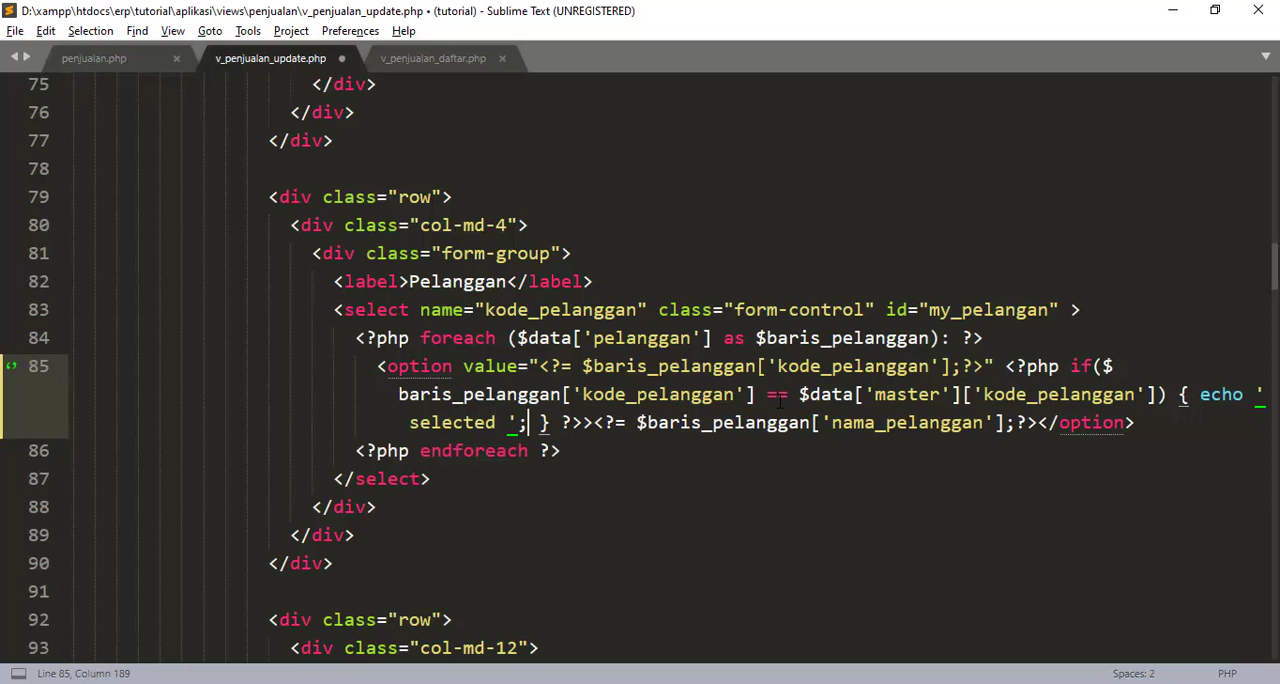 D:\xampp\htdocs\erp\tutorial\aplikasi\views\penjualan\v_penjualan_update.php • (tutorial) - Sublime Text (UNREGISTERED)
File Edit Selection Find View Goto Tools Project Preferences Help
penjualan.php × v_penjualan_update.php • v_penjualan_daftar.php ×
75 </div>
76 </div>
77 </div>
78
79 <div class="row">
80 <div class="col-md-4">
81 <div class="form-group">
82 <label>Pelanggan</label>
83 <select name="kode_pelanggan" class="form-control" id="my_pelangan" >
84 <?php foreach ($data['pelanggan'] as $baris_pelanggan): ?>
85 <option value="<?= $baris_pelanggan['kode_pelanggan'];?>" <?php if($
baris_pelanggan['kode_pelanggan'] == $data['master']['kode_pelanggan']) { echo '
selected '; } ?>><?= $baris_pelanggan['nama_pelanggan'];?></option>
86 <?php endforeach ?>
87 </select>
88 </div>
89 </div>
90 </div>
91
92 <div class="row">
93 <div class="col-md-12">
Line 85, Column 189 Spaces: 2 PHP